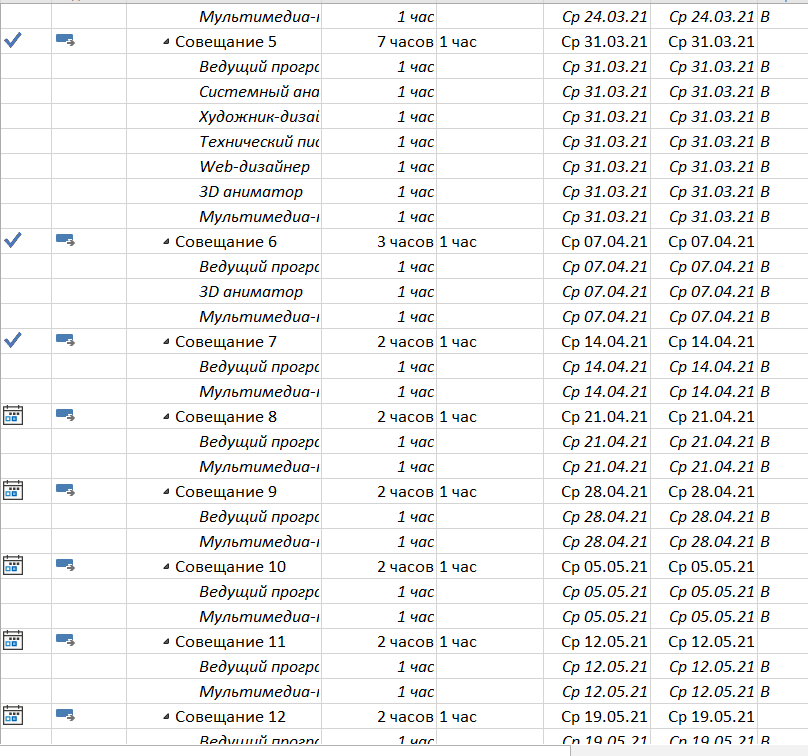 Мультимедиа- 1 час Ср 24.03.21 Ср 24.03.21 В
Совещание 5 7 часов 1 час Ср 31.03.21 Ср 31.03.21
Ведущий програ 1 час Ср 31.03.21 Ср 31.03.21 В
Системный ана 1 час Ср 31.03.21 Ср 31.03.21 В
Художник-дизай 1 час Ср 31.03.21 Ср 31.03.21 В
Технический пис 1 час Ср 31.03.21 Ср 31.03.21 В
Web-дизайнер 1 час Ср 31.03.21 Ср 31.03.21 В
3D аниматор 1 час Ср 31.03.21 Ср 31.03.21 В
Мультимедиа- 1 час Ср 31.03.21 Ср 31.03.21 В
Совещание 6 3 часов 1 час Ср 07.04.21 Ср 07.04.21
Ведущий програ 1 час Ср 07.04.21 Ср 07.04.21 В
3D аниматор 1 час Ср 07.04.21 Ср 07.04.21 В
Мультимедиа- 1 час Ср 07.04.21 Ср 07.04.21 В
Совещание 7 2 часов 1 час Ср 14.04.21 Ср 14.04.21
Ведущий програ 1 час Ср 14.04.21 Ср 14.04.21 В
Мультимедиа- 1 час Ср 14.04.21 Ср 14.04.21 В
Совещание 8 2 часов 1 час Ср 21.04.21 Ср 21.04.21
Ведущий програ 1 час Ср 21.04.21 Ср 21.04.21 В
Мультимедиа- 1 час Ср 21.04.21 Ср 21.04.21 В
Совещание 9 2 часов 1 час Ср 28.04.21 Ср 28.04.21
Ведущий програ 1 час Ср 28.04.21 Ср 28.04.21 В
Мультимедиа- 1 час Ср 28.04.21 Ср 28.04.21 В
Совещание 10 2 часов 1 час Ср 05.05.21 Ср 05.05.21
Ведущий програ 1 час Ср 05.05.21 Ср 05.05.21 В
Мультимедиа- 1 час Ср 05.05.21 Ср 05.05.21 В
Совещание 11 2 часов 1 час Ср 12.05.21 Ср 12.05.21
Ведущий програ 1 час Ср 12.05.21 Ср 12.05.21 В
Мультимедиа- 1 час Ср 12.05.21 Ср 12.05.21 В
Совещание 12 2 часов 1 час Ср 19.05.21 Ср 19.05.21
Ведущий програ 1 час Ср 19.05.21 Ср 19.05.21 В